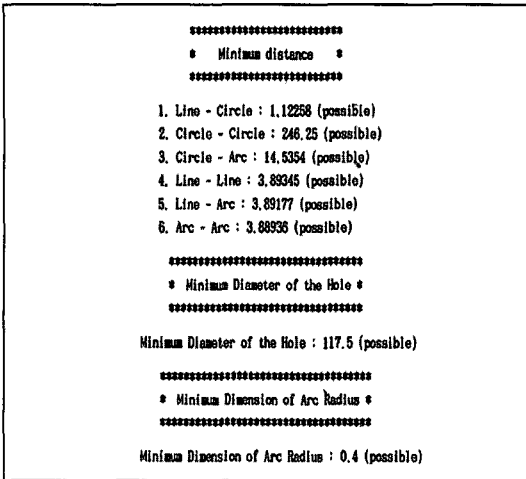 **************************
* Minimum distance *
**************************
1. Line - Circle : 1.12258 (possible)
2. Circle - Circle : 246.25 (possible)
3. Circle - Arc : 14.5354 (possible)
4. Line - Line : 3.89345 (possible)
5. Line - Arc : 3.89177 (possible)
6. Arc - Arc : 3.88936 (possible)
*********************************
* Minimum Diameter of the Hole *
*********************************
Minimum Diameter of the Hole : 117.5 (possible)
************************************
* Minimum Dimension of Arc Radius *
************************************
Minimum Dimension of Arc Radius : 0.4 (possible)